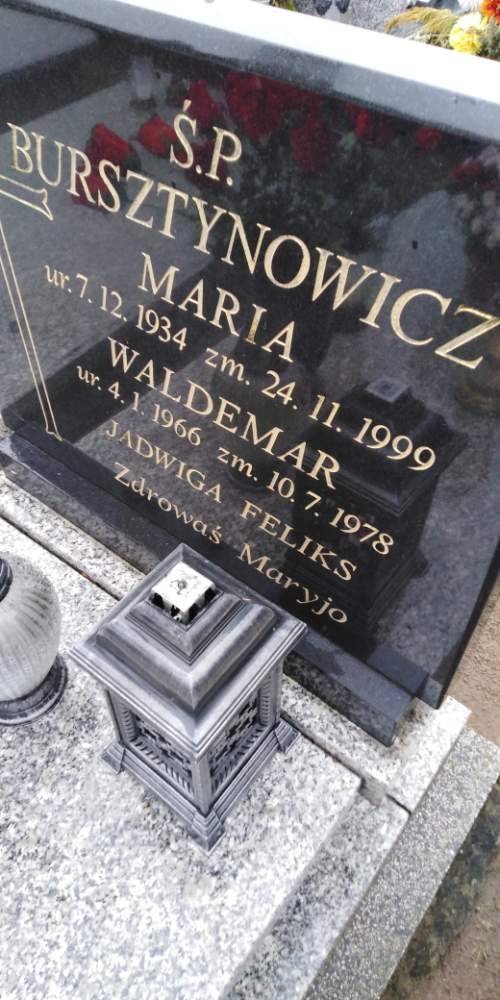 Ś.P.
BURSZTYNOWICZ
MARIA
ur. 7. 12. 1934 zm. 24. 11. 1999
WALDEMAR
ur. 4. 1. 1966 zm. 10. 7. 1978
JADWIGA FELIKS
Zdrowaś Maryjo